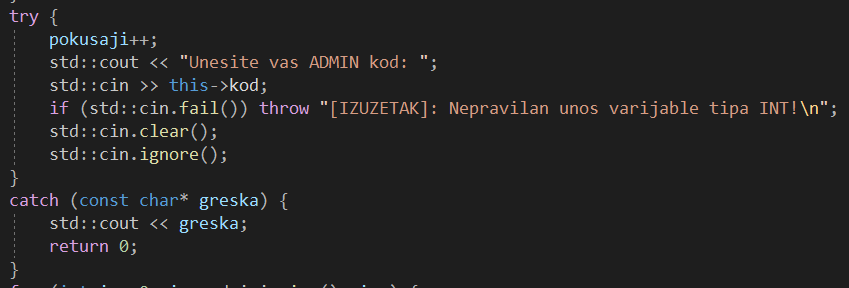 try {
pokusaji++;
std::cout << "Unesite vas ADMIN kod: ";
std::cin >> this->kod;
if (std::cin.fail()) throw "[IZUZETAK]: Nepravilan unos varijable tipa INT!\n";
std::cin.clear();
std::cin.ignore();
}
catch (const char* greska) {
std::cout << greska;
return 0;
}